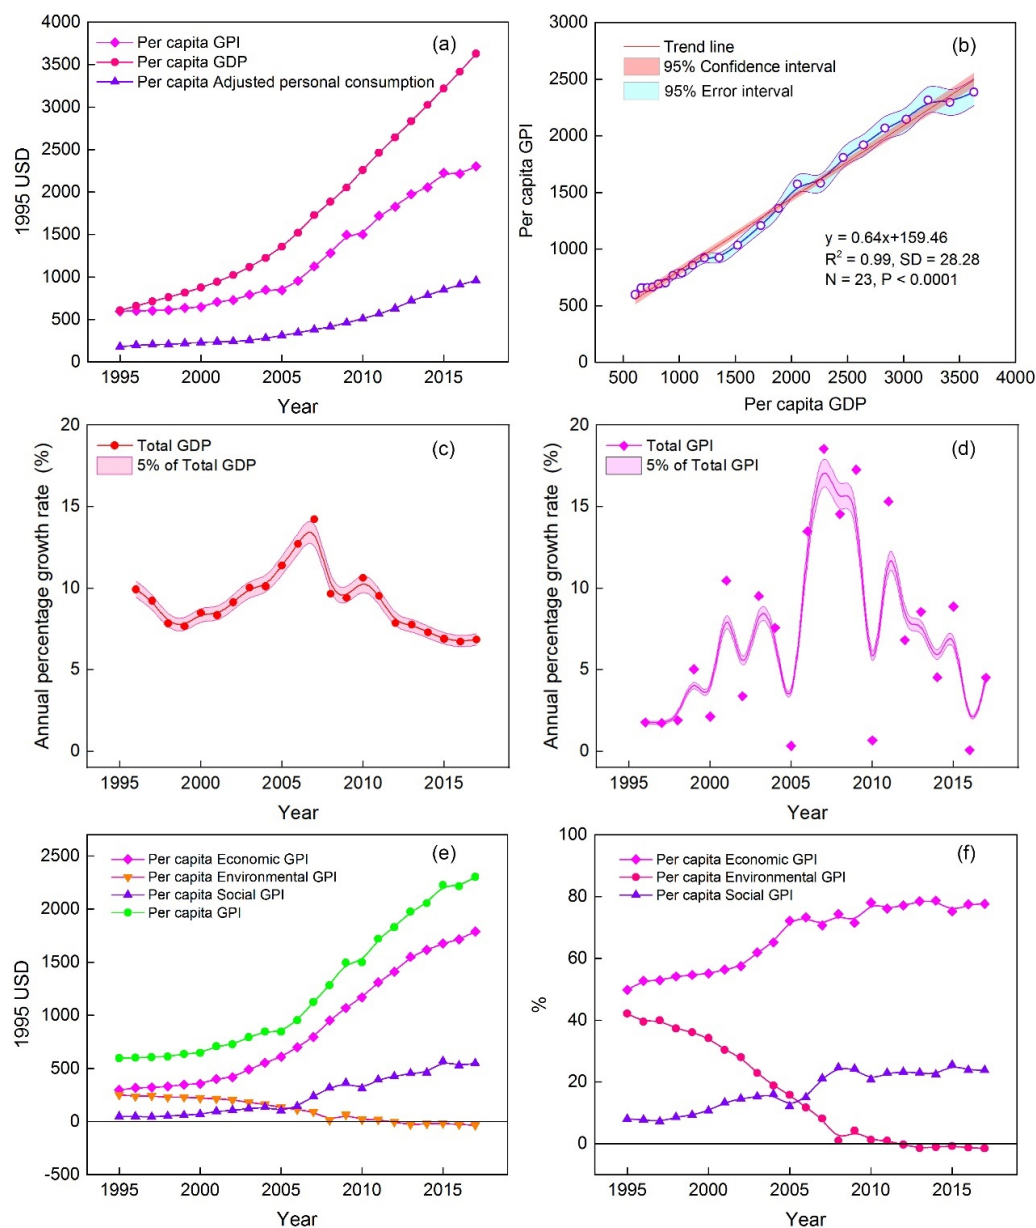 (a)
Per capita GPI
Per capita GDP
Per capita Adjusted personal consumption
1995 USD
4000
3500
3000
2500
2000
1500
1000
500
0
1995 2000 2005 2010 2015
Year
(b)
Trend line
95% Confidence interval
95% Error interval
Per capita GPI
3000
2500
2000
1500
1000
500
0
y = 0.64x+159.46
R² = 0.99, SD = 28.28
N = 23, P < 0.0001
500 1000 1500 2000 2500 3000 3500 4000
Per capita GDP
(c)
Total GDP
5% of Total GDP
Annual percentage growth rate (%)
20
15
10
5
0
1995 2000 2005 2010 2015
Year
(d)
Total GPI
5% of Total GPI
Annual percentage growth rate (%)
20
15
10
5
0
1995 2000 2005 2010 2015
Year
(e)
Per capita Economic GPI
Per capita Environmental GPI
Per capita Social GPI
Per capita GPI
1995 USD
2500
2000
1500
1000
500
0
-500
1995 2000 2005 2010 2015
Year
(f)
Per capita Economic GPI
Per capita Environmental GPI
Per capita Social GPI
%
100
80
60
40
20
0
1995 2000 2005 2010 2015
Year